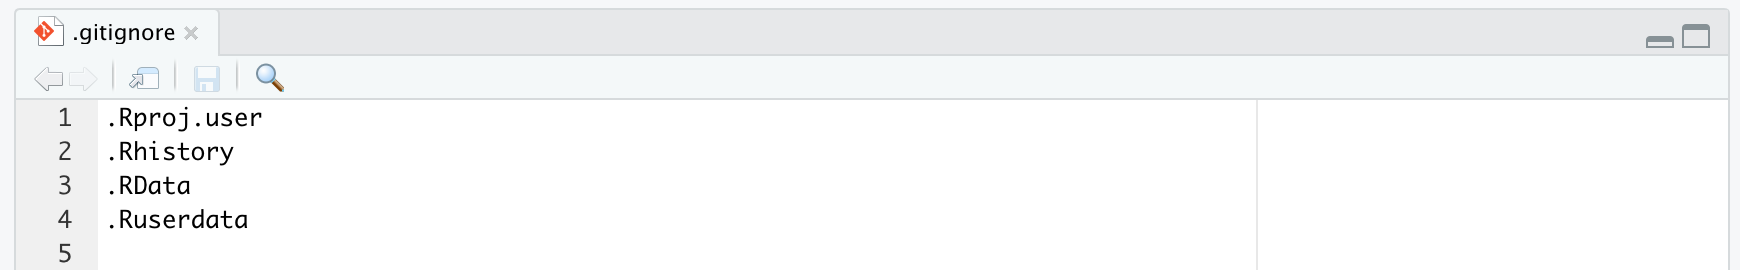 .gitignore
1 .Rproj.user
2 .Rhistory
3 .RData
4 .Ruserdata
5